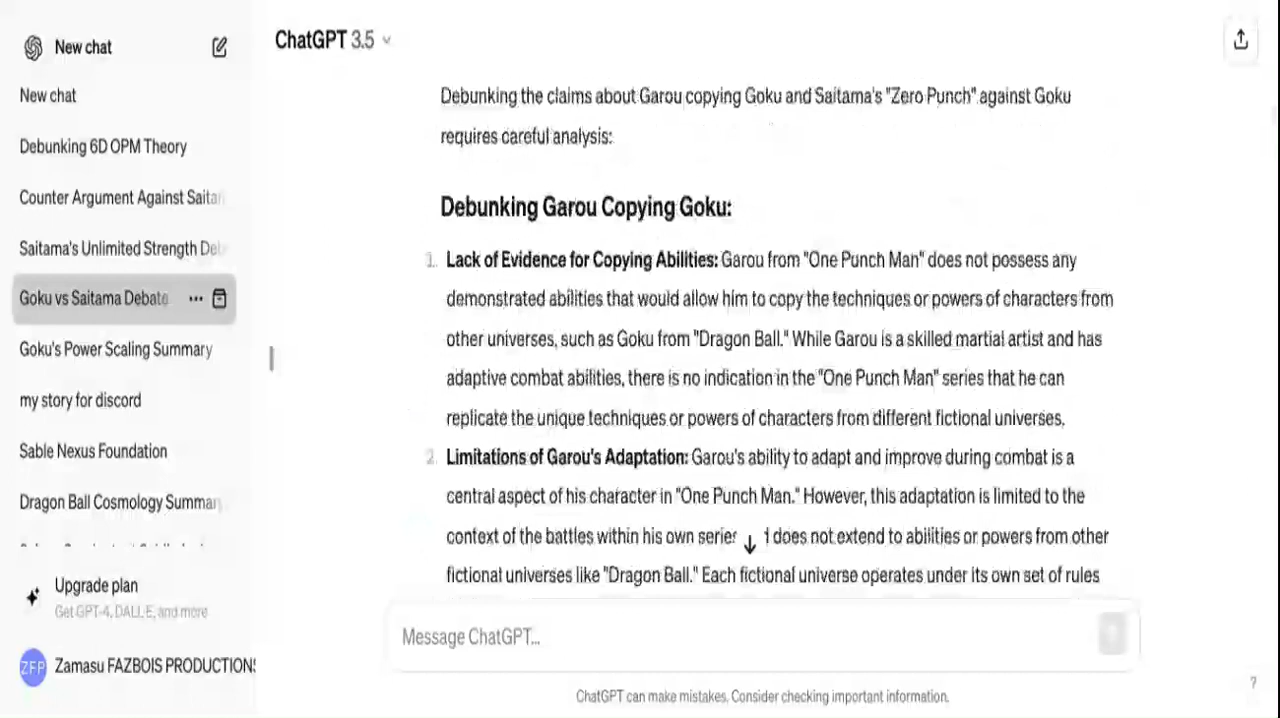 New chat
ChatGPT 3.5
New chat
Debunking 6D OPM Theory
Counter Argument Against Saitar
Saitama's Unlimited Strength Deb
Goku vs Saitama Debate
Goku's Power Scaling Summary
my story for discord
Sable Nexus Foundation
Dragon Ball Cosmology Summar
Upgrade plan
Get GPT-4, DALL·E, and more
ZFP Zamasu FAZBOIS PRODUCTIONS
Debunking the claims about Garou copying Goku and Saitama's "Zero Punch" against Goku
requires careful analysis:
Debunking Garou Copying Goku:
1. Lack of Evidence for Copying Abilities: Garou from "One Punch Man" does not possess any
demonstrated abilities that would allow him to copy the techniques or powers of characters from
other universes, such as Goku from "Dragon Ball." While Garou is a skilled martial artist and has
adaptive combat abilities, there is no indication in the "One Punch Man" series that he can
replicate the unique techniques or powers of characters from different fictional universes.
2. Limitations of Garou's Adaptation: Garou's ability to adapt and improve during combat is a
central aspect of his character in "One Punch Man." However, this adaptation is limited to the
context of the battles within his own series does not extend to abilities or powers from other
fictional universes like "Dragon Ball." Each fictional universe operates under its own set of rules
Message ChatGPT...
ChatGPT can make mistakes. Consider checking important information.
?